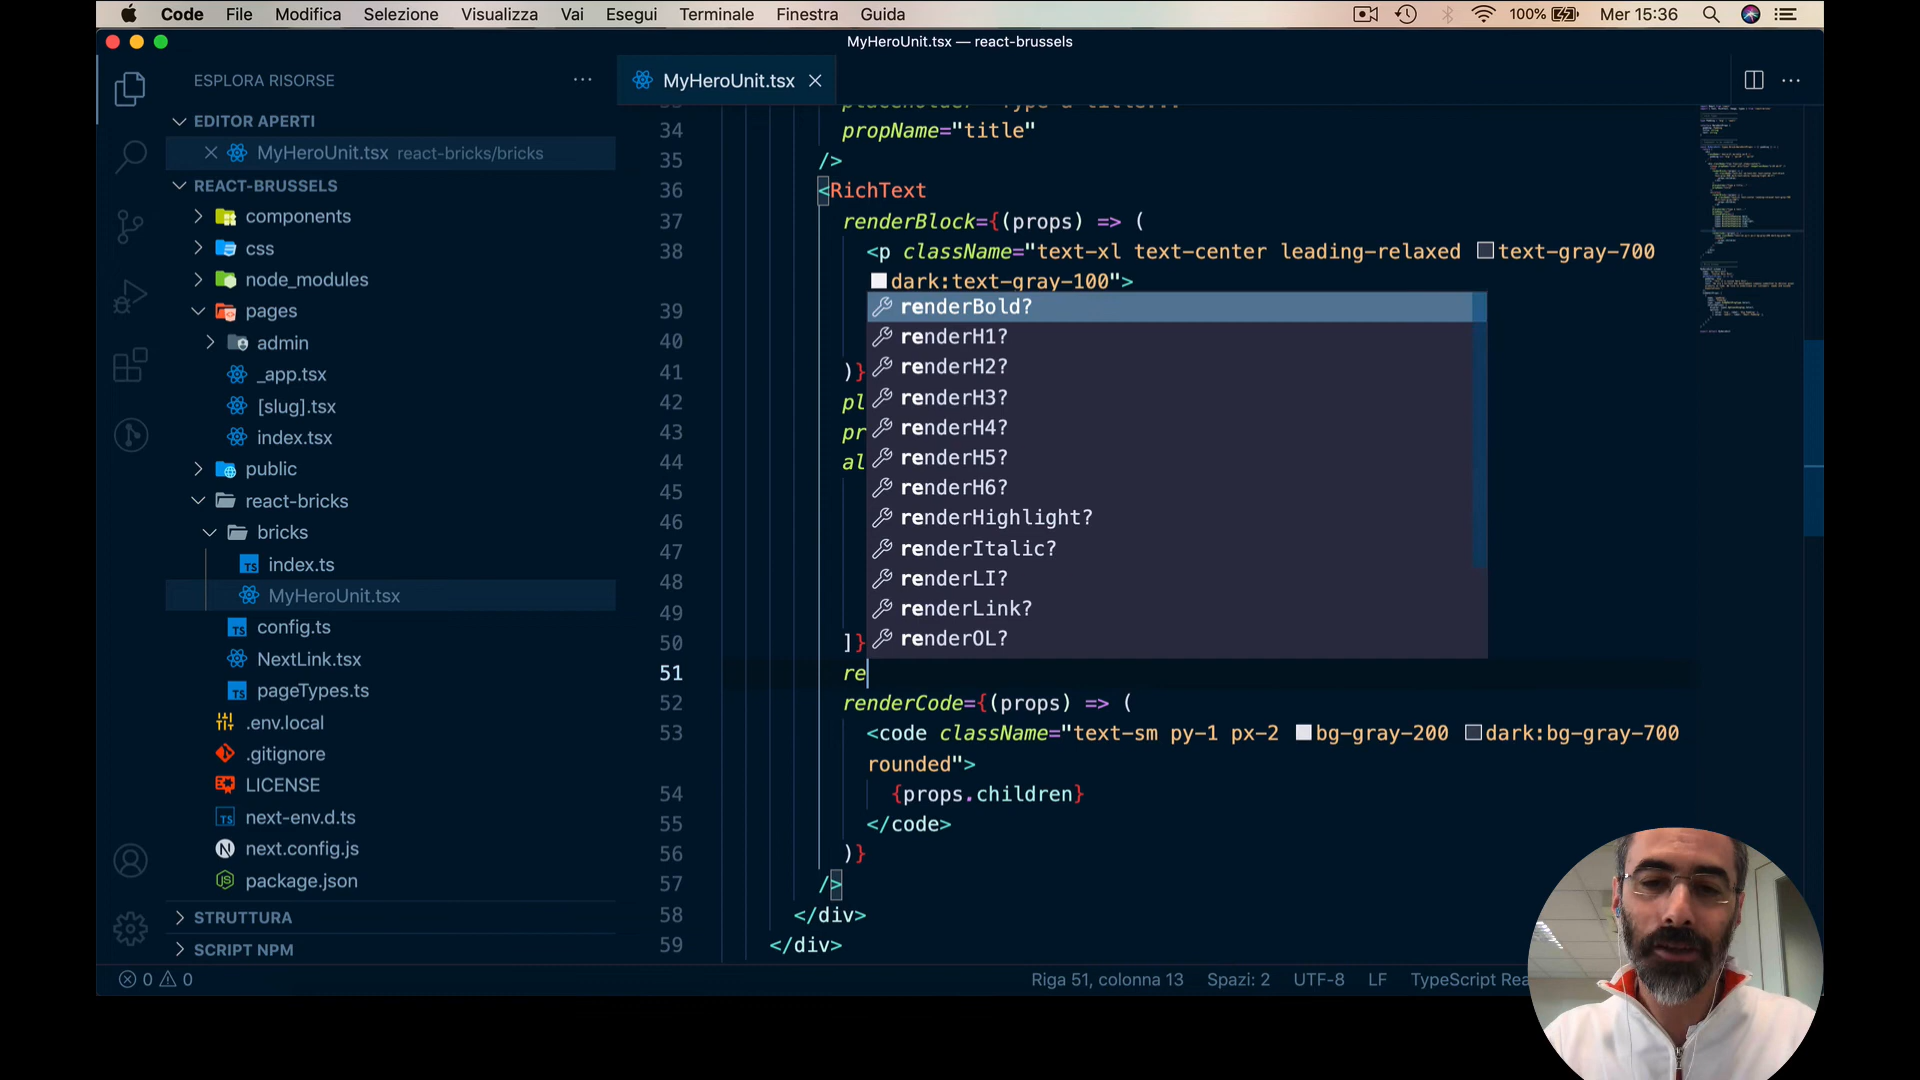 Code File Modifica Selezione Visualizza Vai Esegui Terminale Finestra Guida 100% Mer 15:36
MyHeroUnit.tsx — react-brussels
ESPLORA RISORSE ...
MyHeroUnit.tsx
EDITOR APERTI
MyHeroUnit.tsx react-bricks/bricks
REACT-BRUSSELS
components
css
node_modules
pages
admin
_app.tsx
[slug].tsx
index.tsx
public
react-bricks
bricks
index.ts
MyHeroUnit.tsx
config.ts
NextLink.tsx
pageTypes.ts
.env.local
.gitignore
LICENSE
next-env.d.ts
next.config.js
package.json
STRUTTURA
SCRIPT NPM
34 propName="title"
35 />
36 <RichText
37 renderBlock={(props) => (
38 <p className="text-xl text-center leading-relaxed text-gray-700
dark:text-gray-100">
39
40
41 )}
42 pl
43 pr
44 al
45
46
47
48
49
50 ]}
51 re
52 renderCode={(props) => (
53 <code className="text-sm py-1 px-2 bg-gray-200 dark:bg-gray-700
rounded">
54 {props.children}
55 </code>
56 )}
57 />
58 </div>
59 </div>
renderBold?
renderH1?
renderH2?
renderH3?
renderH4?
renderH5?
renderH6?
renderHighlight?
renderItalic?
renderLI?
renderLink?
renderOL?
0 0 Riga 51, colonna 13 Spazi: 2 UTF-8 LF TypeScript Rea